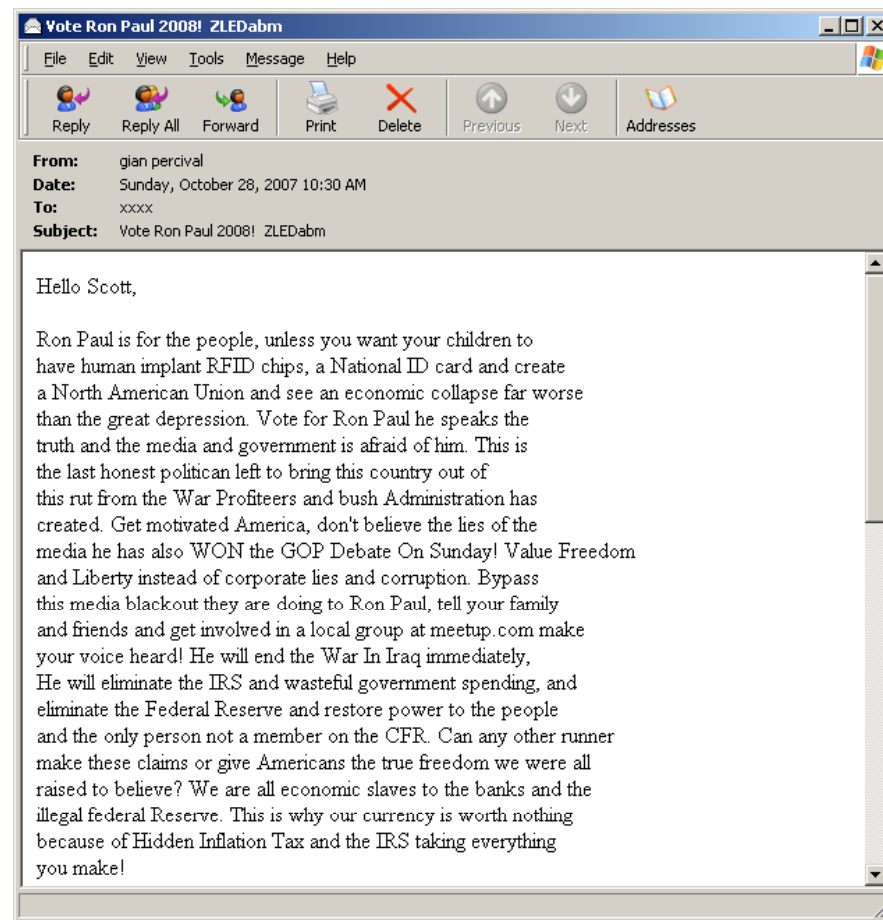 Vote Ron Paul 2008! ZLEDabm
File Edit View Tools Message Help
Reply Reply All Forward Print Delete Previous Next Addresses
From: gian percival
Date: Sunday, October 28, 2007 10:30 AM
To: xxxx
Subject: Vote Ron Paul 2008! ZLEDabm
Hello Scott,
Ron Paul is for the people, unless you want your children to
have human implant RFID chips, a National ID card and create
a North American Union and see an economic collapse far worse
than the great depression. Vote for Ron Paul he speaks the
truth and the media and government is afraid of him. This is
the last honest politican left to bring this country out of
this rut from the War Profiteers and bush Administration has
created. Get motivated America, don't believe the lies of the
media he has also WON the GOP Debate On Sunday! Value Freedom
and Liberty instead of corporate lies and corruption. Bypass
this media blackout they are doing to Ron Paul, tell your family
and friends and get involved in a local group at meetup.com make
your voice heard! He will end the War In Iraq immediately,
He will eliminate the IRS and wasteful government spending, and
eliminate the Federal Reserve and restore power to the people
and the only person not a member on the CFR. Can any other runner
make these claims or give Americans the true freedom we were all
raised to believe? We are all economic slaves to the banks and the
illegal federal Reserve. This is why our currency is worth nothing
because of Hidden Inflation Tax and the IRS taking everything
you make!